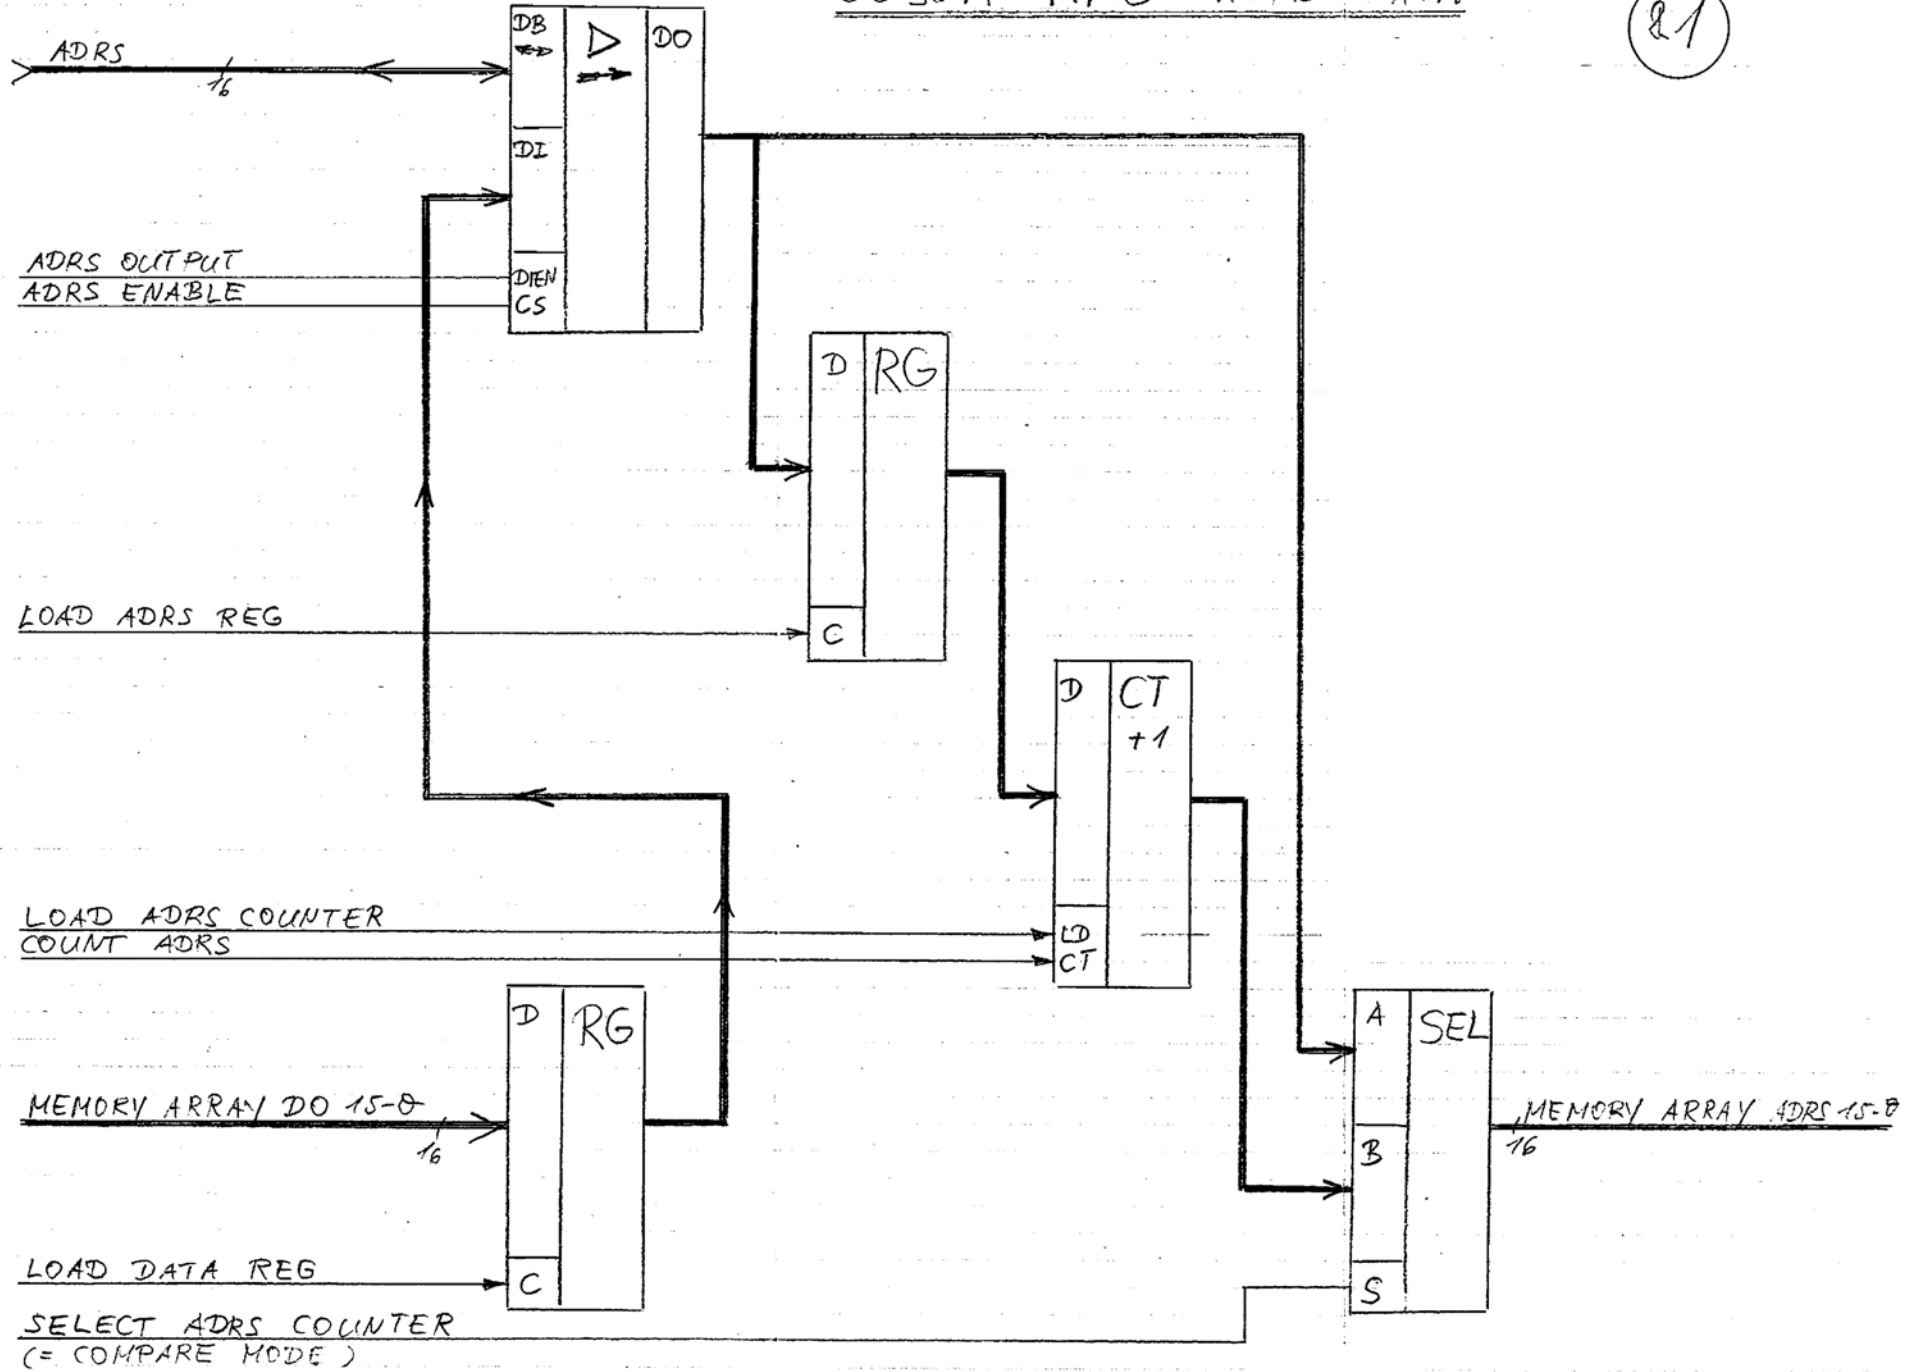 21
ADRS
16
DB
DO
DI
ADRS OUTPUT
DIEN
ADRS ENABLE
CS
D RG
LOAD ADRS REG
C
D CT
+1
LOAD ADRS COUNTER
LD
COUNT ADRS
CT
D RG
A SEL
MEMORY ARRAY DO 15-0
16
MEMORY ARRAY ADRS 15-0
16
B
LOAD DATA REG
C
S
SELECT ADRS COUNTER
(= COMPARE MODE)